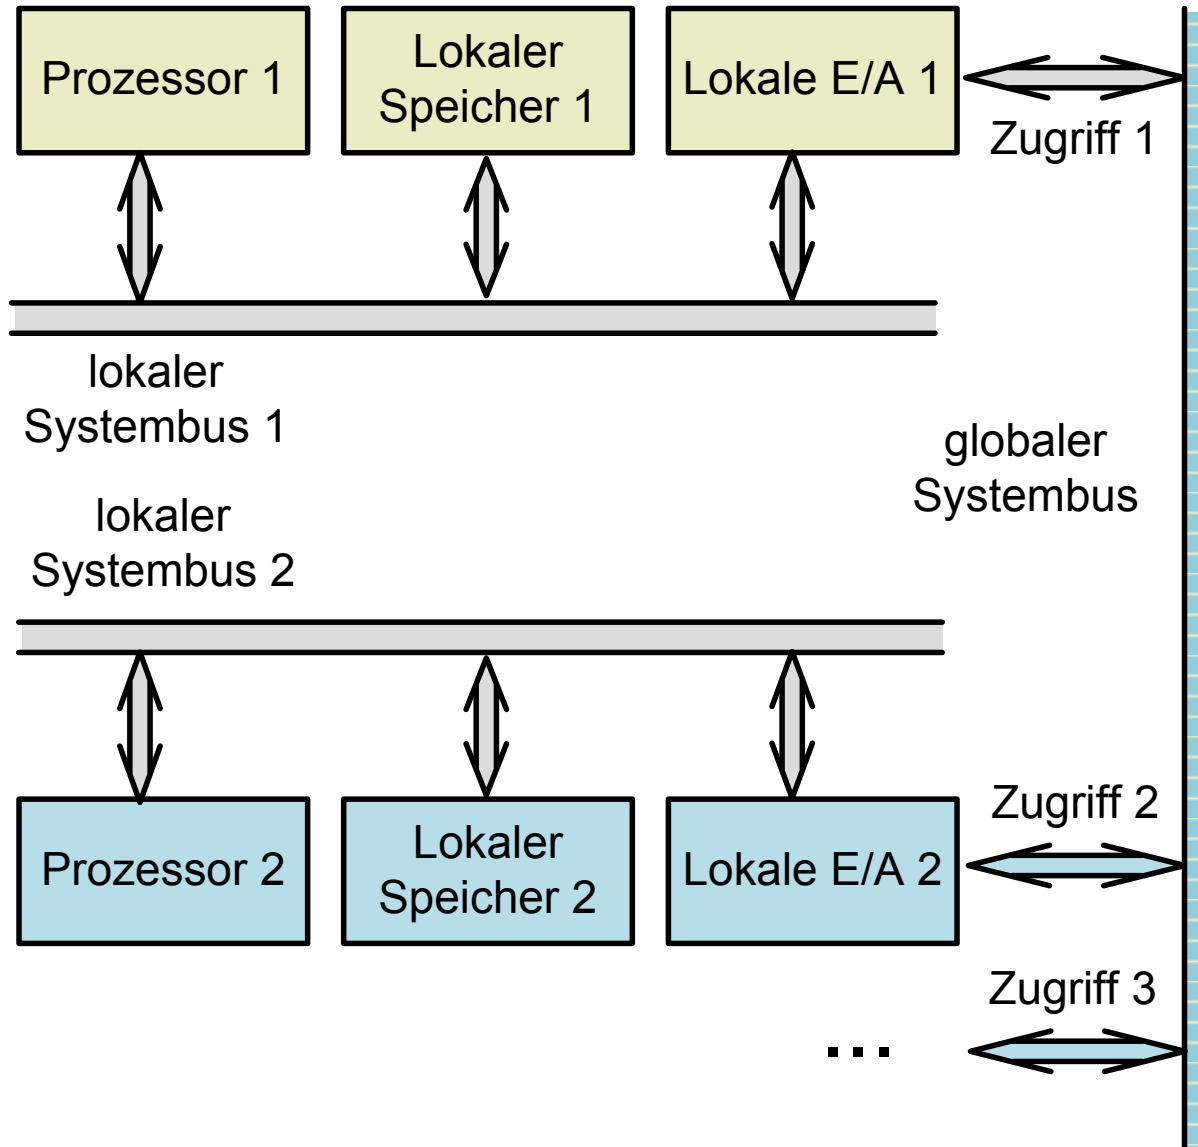 Prozessor 1
Lokaler
Speicher 1
Lokale E/A 1
Zugriff 1
lokaler
Systembus 1
globaler
Systembus
lokaler
Systembus 2
Prozessor 2
Lokaler
Speicher 2
Lokale E/A 2
Zugriff 2
Zugriff 3
...